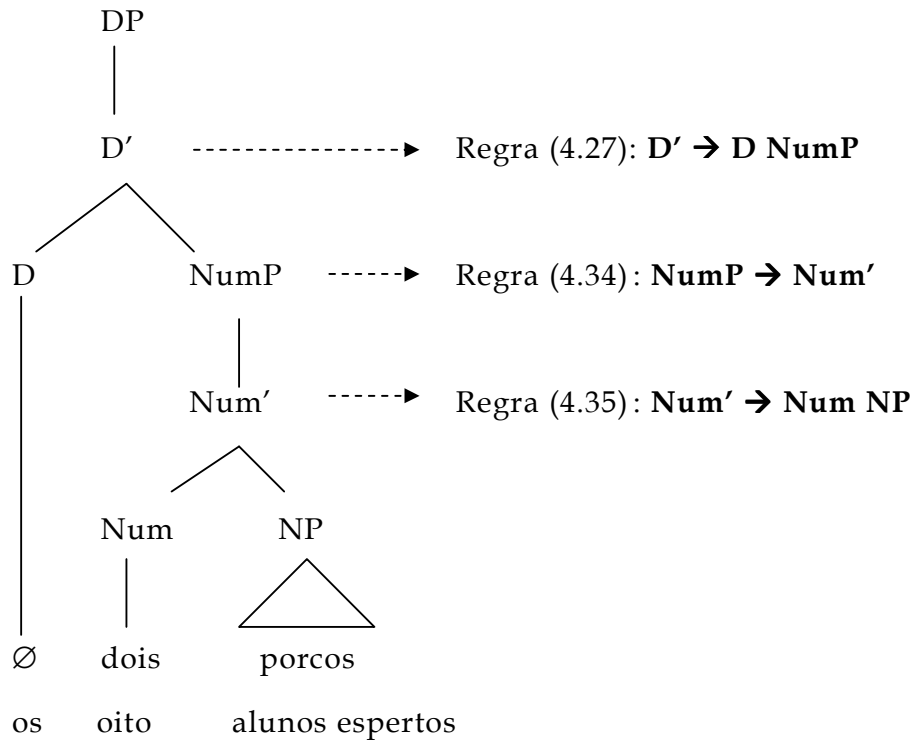 DP
D’ Regra (4.27): D’ → D NumP
D NumP Regra (4.34): NumP → Num’
Num’ Regra (4.35): Num’ → Num NP
Num NP
∅ dois porcos
os oito alunos espertos